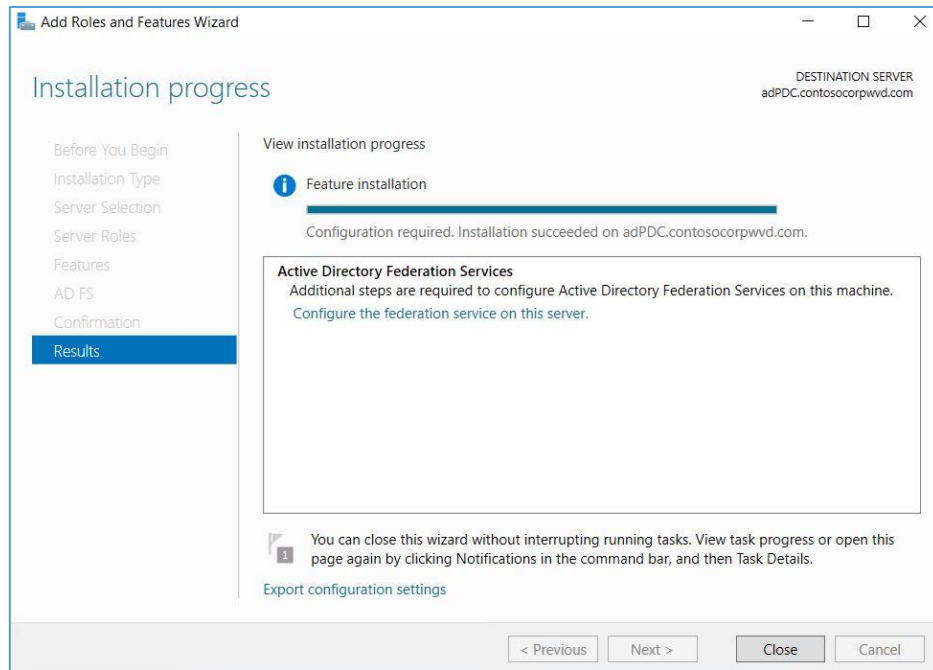 Add Roles and Features Wizard
Installation progress
DESTINATION SERVER
adPDC.contosocorpwvd.com
Before You Begin
Installation Type
Server Selection
Server Roles
Features
AD FS
Confirmation
Results
View installation progress
Feature installation
Configuration required. Installation succeeded on adPDC.contosocorpwvd.com.
Active Directory Federation Services
Additional steps are required to configure Active Directory Federation Services on this machine.
Configure the federation service on this server.
1
You can close this wizard without interrupting running tasks. View task progress or open this
page again by clicking Notifications in the command bar, and then Task Details.
Export configuration settings
< Previous
Next >
Close
Cancel